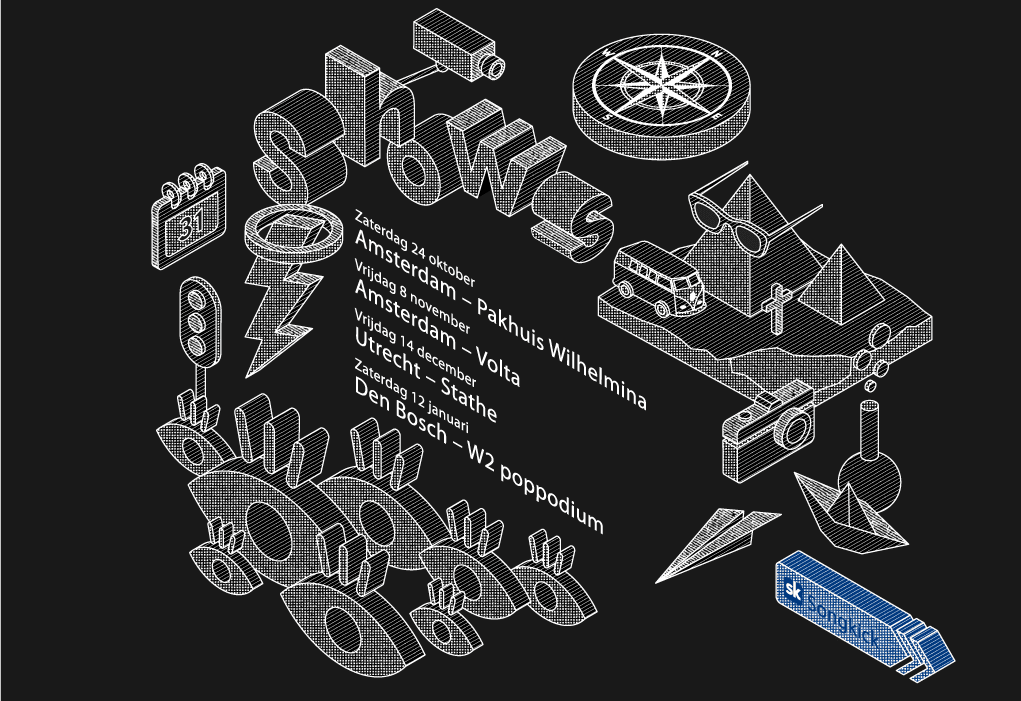 Shows
N
W
E
S
31
Zaterdag 24 oktober
Amsterdam – Pakhuis Wilhelmina
Vrijdag 8 november
Amsterdam – Volta
Vrijdag 14 december
Utrecht – Stathe
Zaterdag 12 januari
Den Bosch – W2 poppodium
sk Songkick